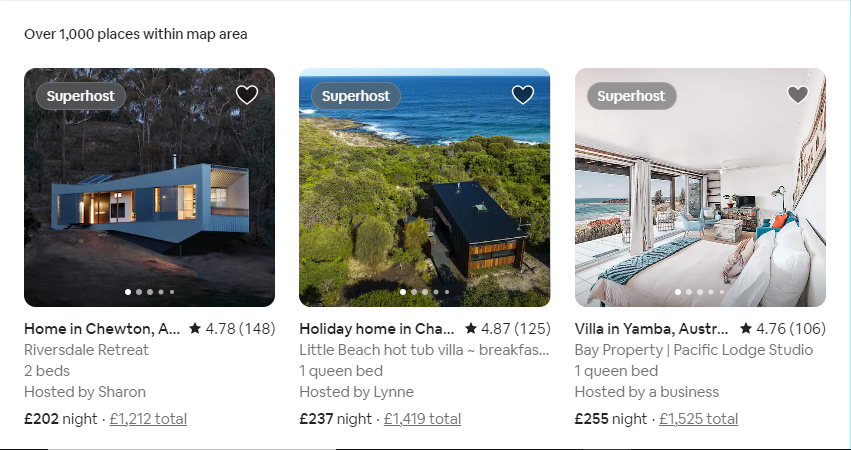 Over 1,000 places within map area
Superhost
Superhost
Superhost
Home in Chewton, A... ★ 4.78 (148)
Riversdale Retreat
2 beds
Hosted by Sharon
£202 night · £1,212 total
Holiday home in Cha... ★ 4.87 (125)
Little Beach hot tub villa ~ breakfas...
1 queen bed
Hosted by Lynne
£237 night · £1,419 total
Villa in Yamba, Austr... ★ 4.76 (106)
Bay Property | Pacific Lodge Studio
1 queen bed
Hosted by a business
£255 night · £1,525 total